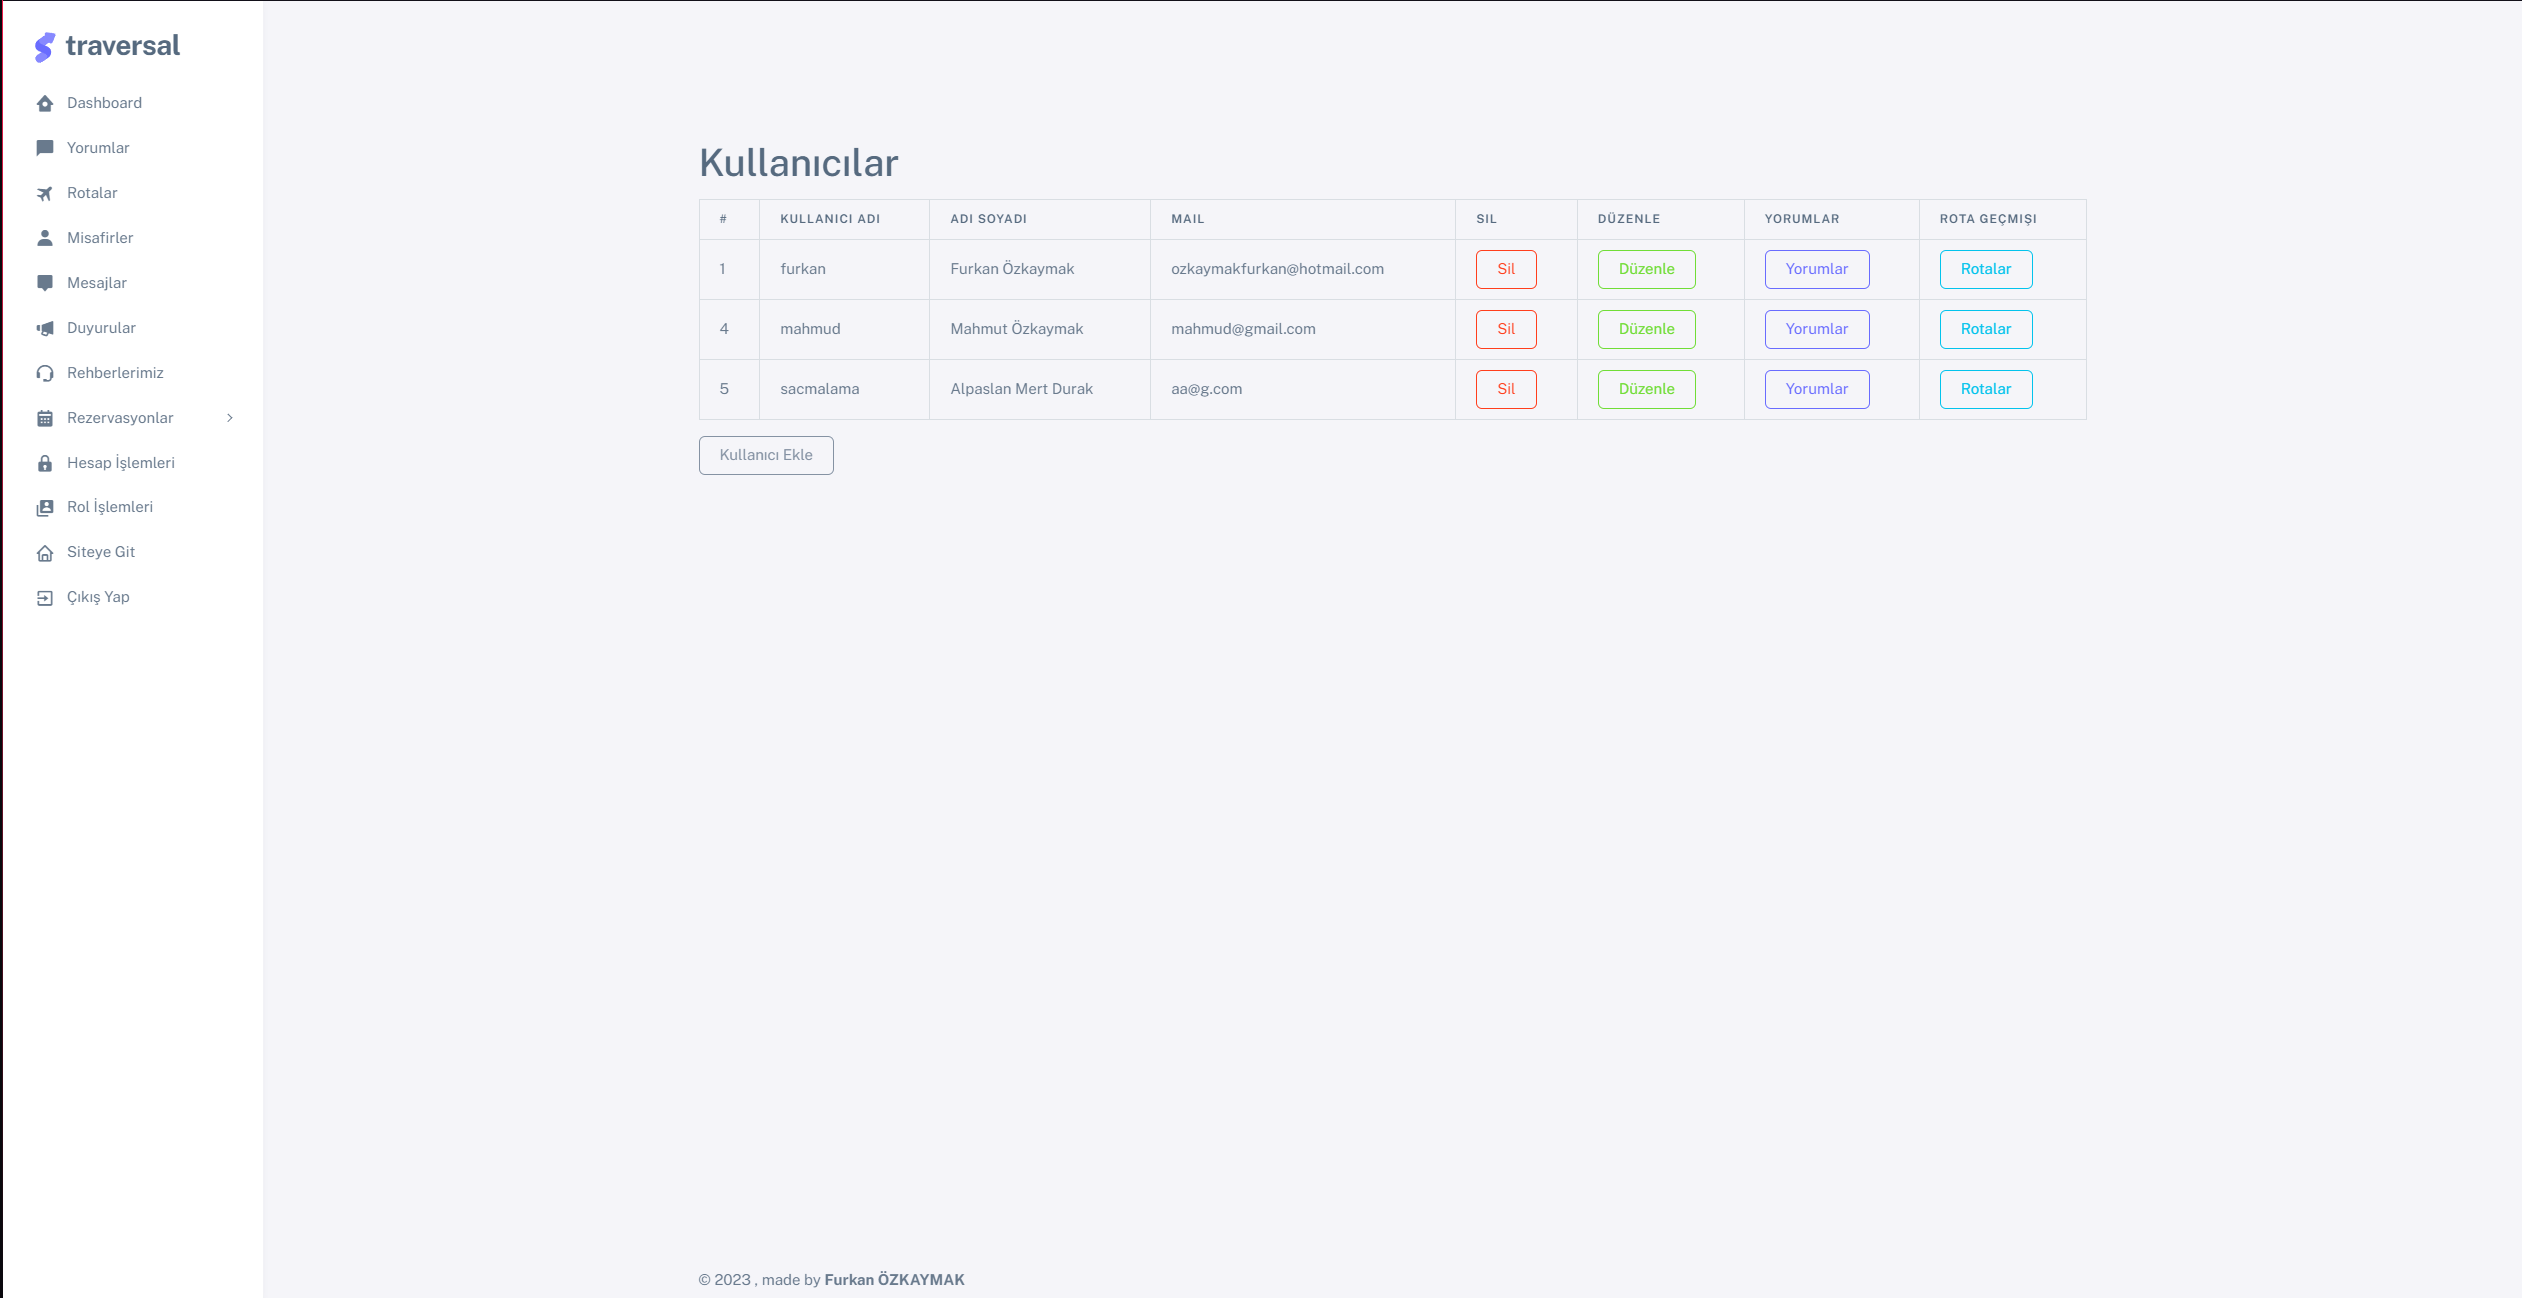 traversal
Dashboard
Yorumlar
Rotalar
Misafirler
Mesajlar
Duyurular
Rehberlerimiz
Rezervasyonlar
Hesap İşlemleri
Rol İşlemleri
Siteye Git
Çıkış Yap
Kullanıcılar
# KULLANICI ADI ADI SOYADI MAIL SIL DÜZENLE YORUMLAR ROTA GEÇMIŞI
1 furkan Furkan Özkaymak ozkaymakfurkan@hotmail.com Sil Düzenle Yorumlar Rotalar
4 mahmud Mahmut Özkaymak mahmud@gmail.com Sil Düzenle Yorumlar Rotalar
5 sacmalama Alpaslan Mert Durak aa@g.com Sil Düzenle Yorumlar Rotalar
Kullanıcı Ekle
© 2023 , made by Furkan ÖZKAYMAK